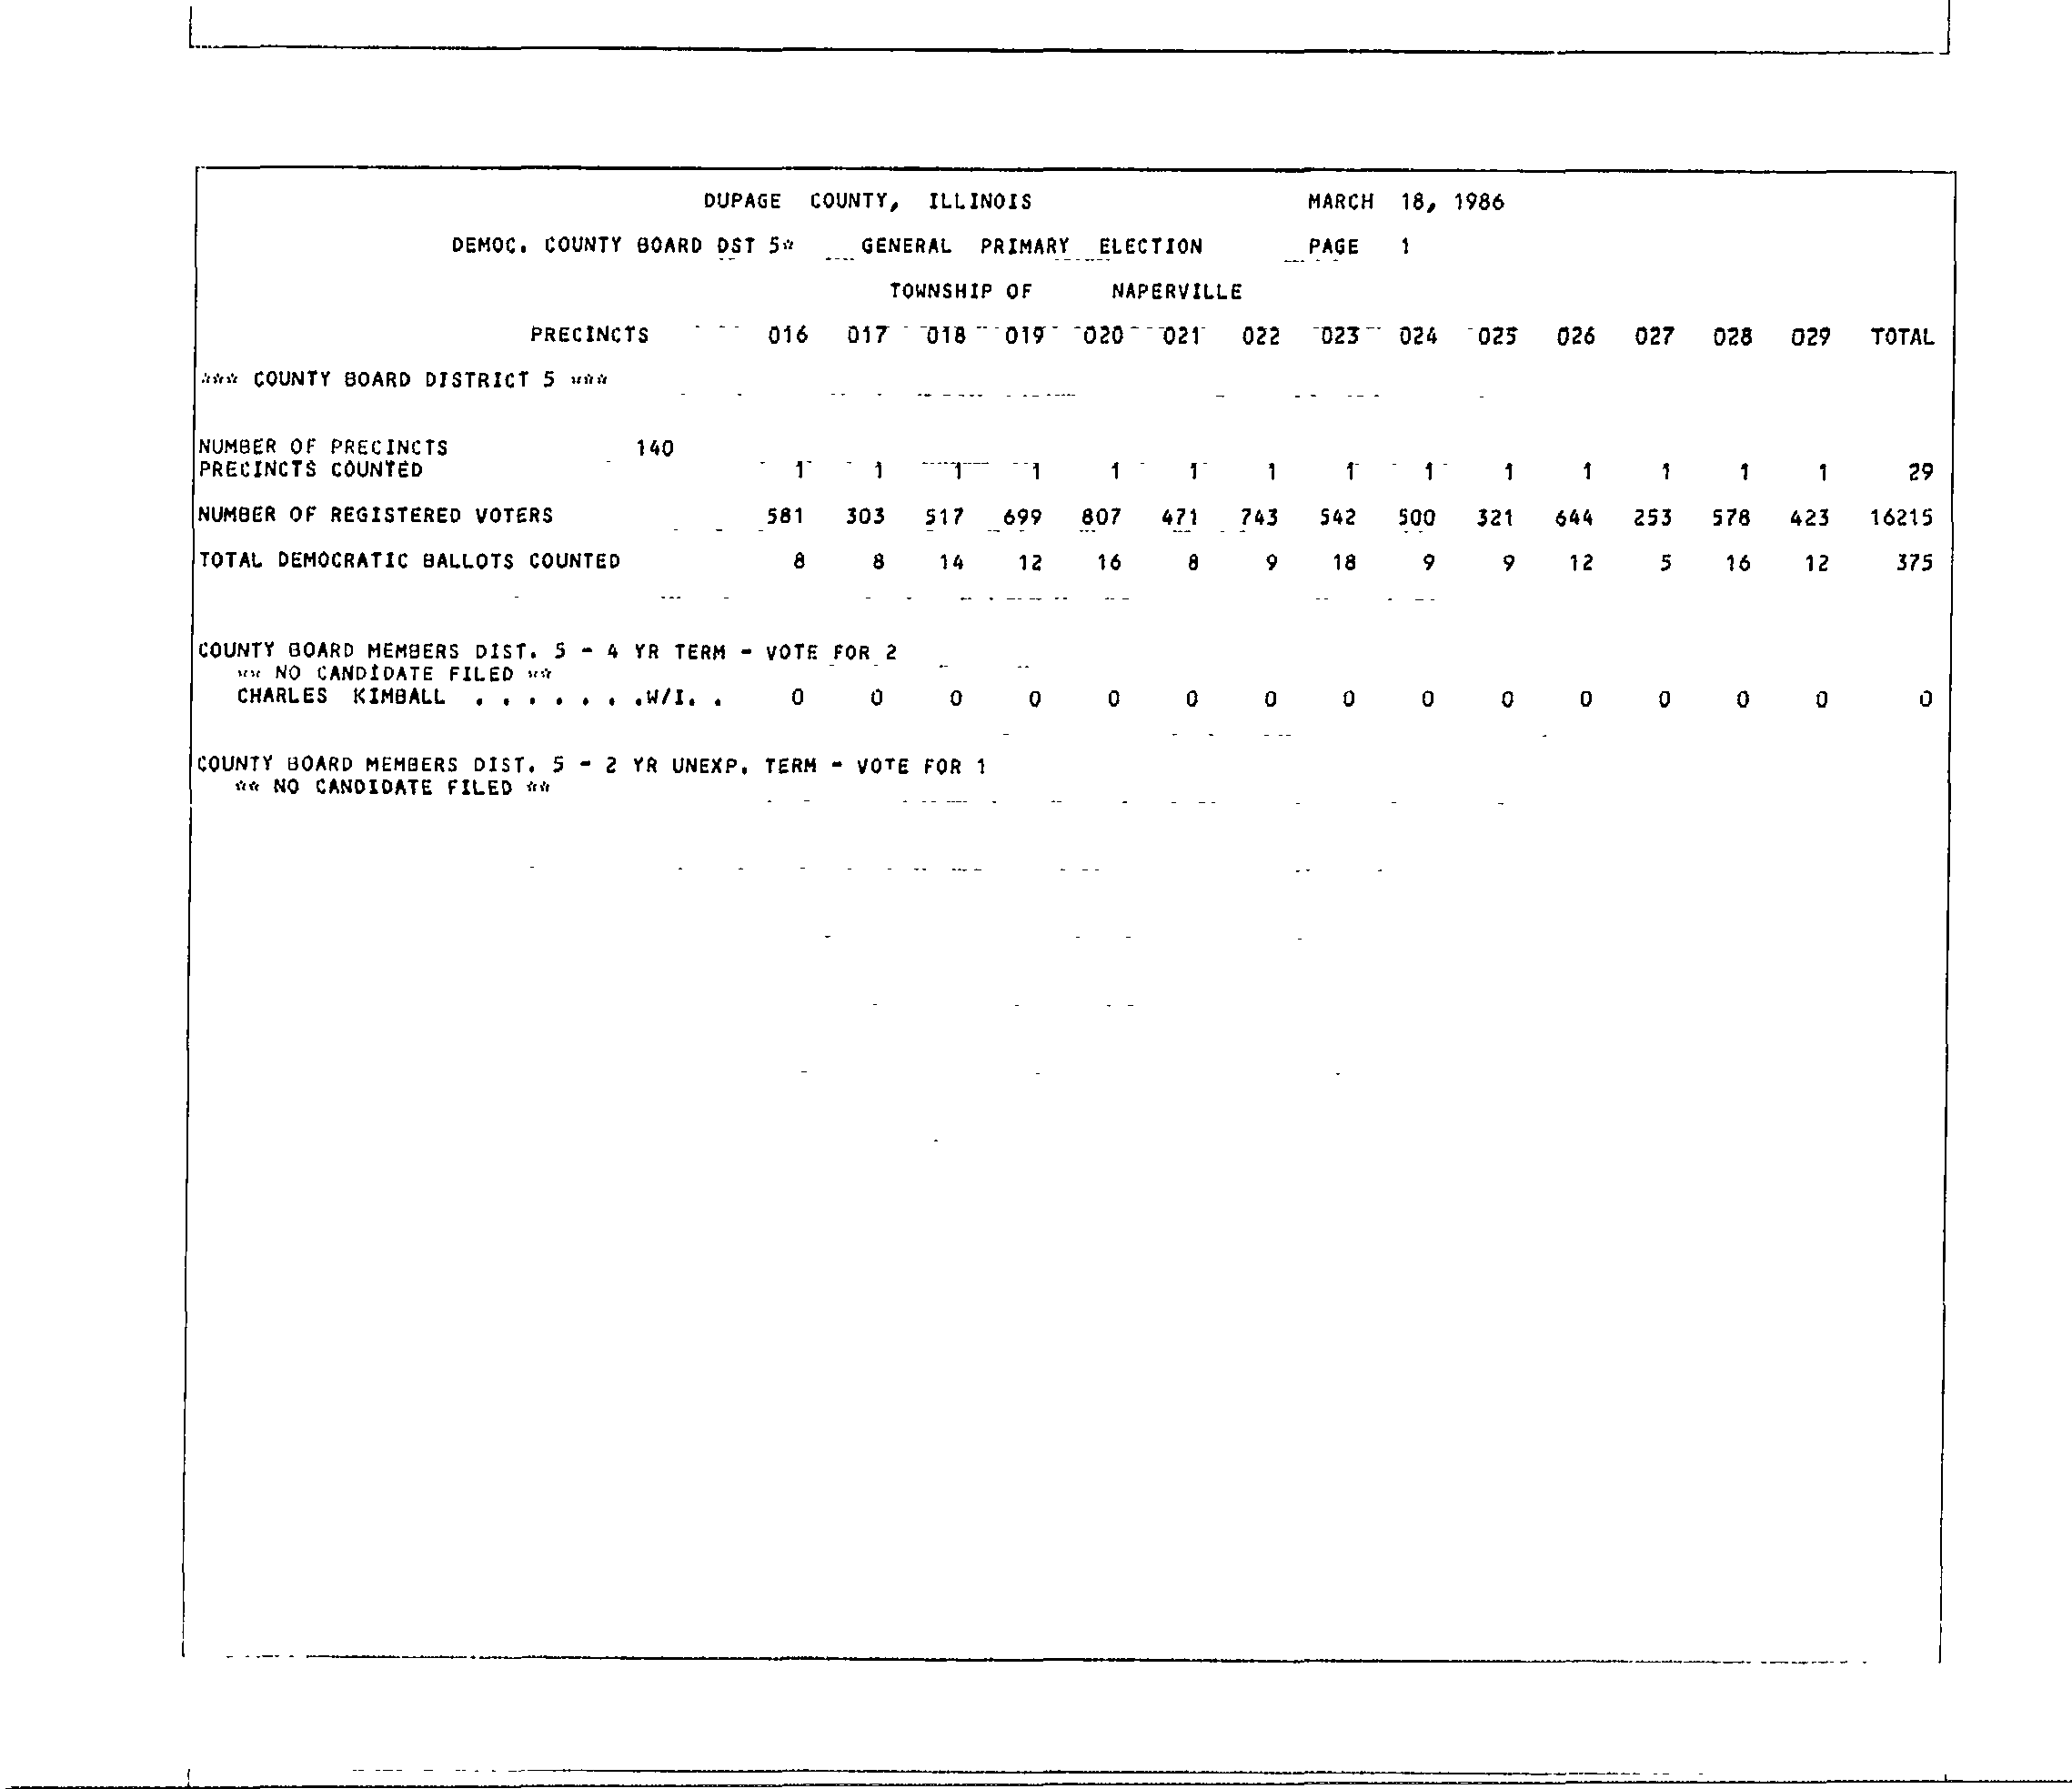 DUPAGE COUNTY, ILLINOIS MARCH 18, 1986
DEMOC. COUNTY BOARD DST 5* GENERAL PRIMARY ELECTION PAGE 1
TOWNSHIP OF NAPERVILLE
PRECINCTS 016 017 018 019 020 021 022 023 024 025 026 027 028 029 TOTAL
*** COUNTY BOARD DISTRICT 5 ***
NUMBER OF PRECINCTS 140
PRECINCTS COUNTED 1 1 1 1 1 1 1 1 1 1 1 1 1 1 29
NUMBER OF REGISTERED VOTERS 581 303 517 699 807 471 743 542 500 321 644 253 578 423 16215
TOTAL DEMOCRATIC BALLOTS COUNTED 8 8 14 12 16 8 9 18 9 9 12 5 16 12 375
COUNTY BOARD MEMBERS DIST. 5 - 4 YR TERM - VOTE FOR 2
** NO CANDIDATE FILED **
CHARLES KIMBALL . . . . . . .W/I. . 0 0 0 0 0 0 0 0 0 0 0 0 0 0 0
COUNTY BOARD MEMBERS DIST. 5 - 2 YR UNEXP. TERM - VOTE FOR 1
** NO CANDIDATE FILED **